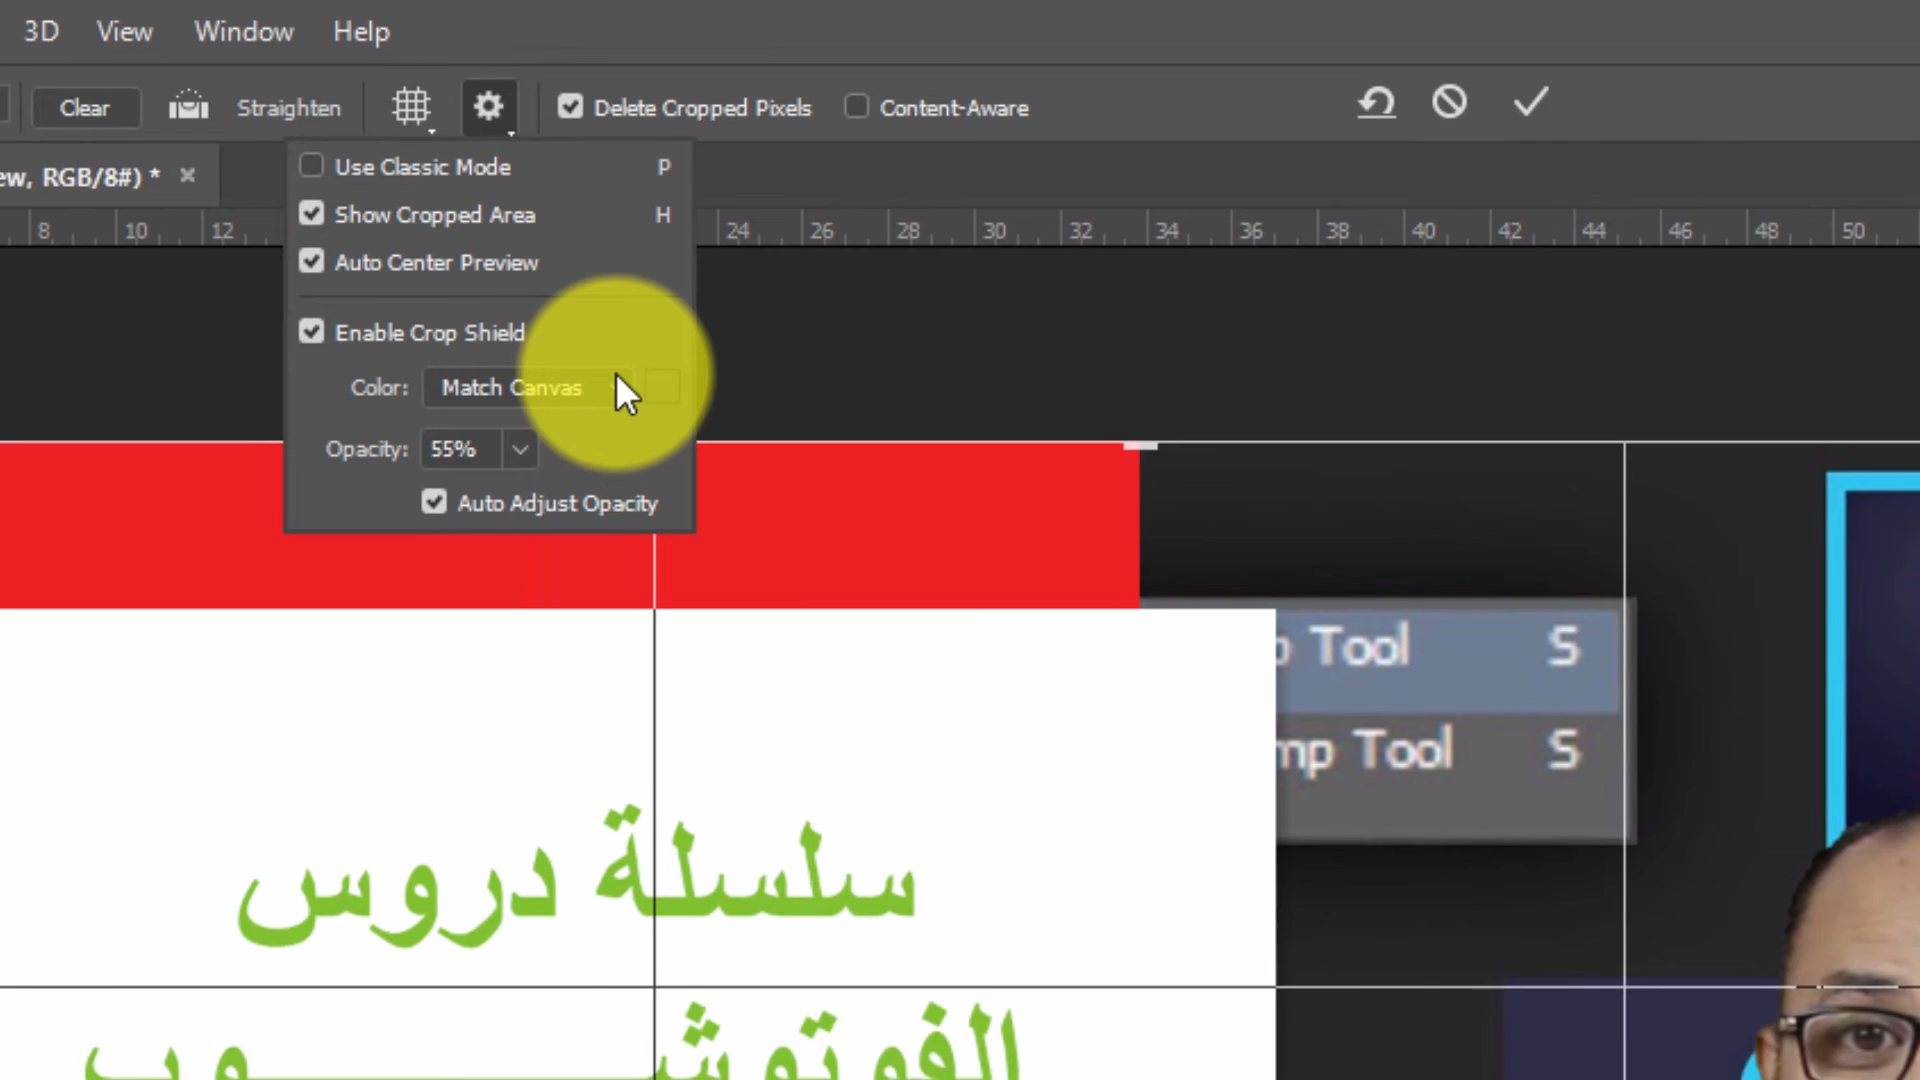 3D View Window Help
Clear Straighten Delete Cropped Pixels Content-Aware
RGB/8#) * ×
8 10 12 24 26 28 30 32 34 36 38 40 42 44 46 48 50
Use Classic Mode P
Show Cropped Area H
Auto Center Preview
Enable Crop Shield
Color: Match Canvas
Opacity: 55%
Auto Adjust Opacity
Tool S
Tool S
سلسلة دروس
الفوتوشــــــــوب